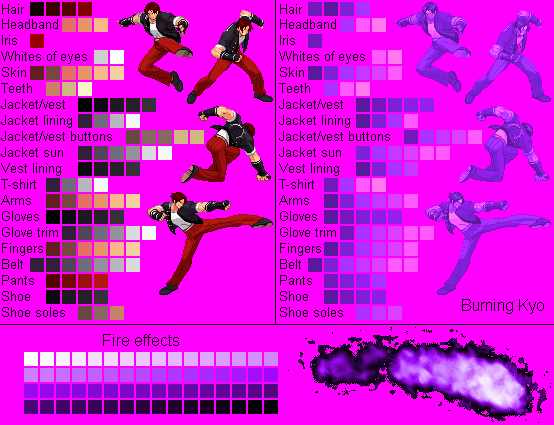 Hair
Headband
Iris
Whites of eyes
Skin
Teeth
Jacket/vest
Jacket lining
Jacket/vest buttons
Jacket sun
Vest lining
T-shirt
Arms
Gloves
Glove trim
Fingers
Belt
Pants
Shoe
Shoe soles
Hair
Headband
Iris
Whites of eyes
Skin
Teeth
Jacket/vest
Jacket lining
Jacket/vest buttons
Jacket sun
Vest lining
T-shirt
Arms
Gloves
Glove trim
Fingers
Belt
Pants
Shoe
Shoe soles
Burning Kyo
Fire effects